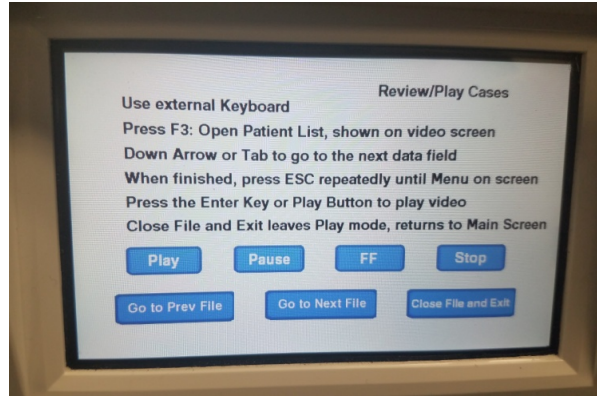 Review/Play Cases
Use external Keyboard
Press F3: Open Patient List, shown on video screen
Down Arrow or Tab to go to the next data field
When finished, press ESC repeatedly until Menu on screen
Press the Enter Key or Play Button to play video
Close File and Exit leaves Play mode, returns to Main Screen
Play Pause FF Stop
Go to Prev File Go to Next File Close File and Exit